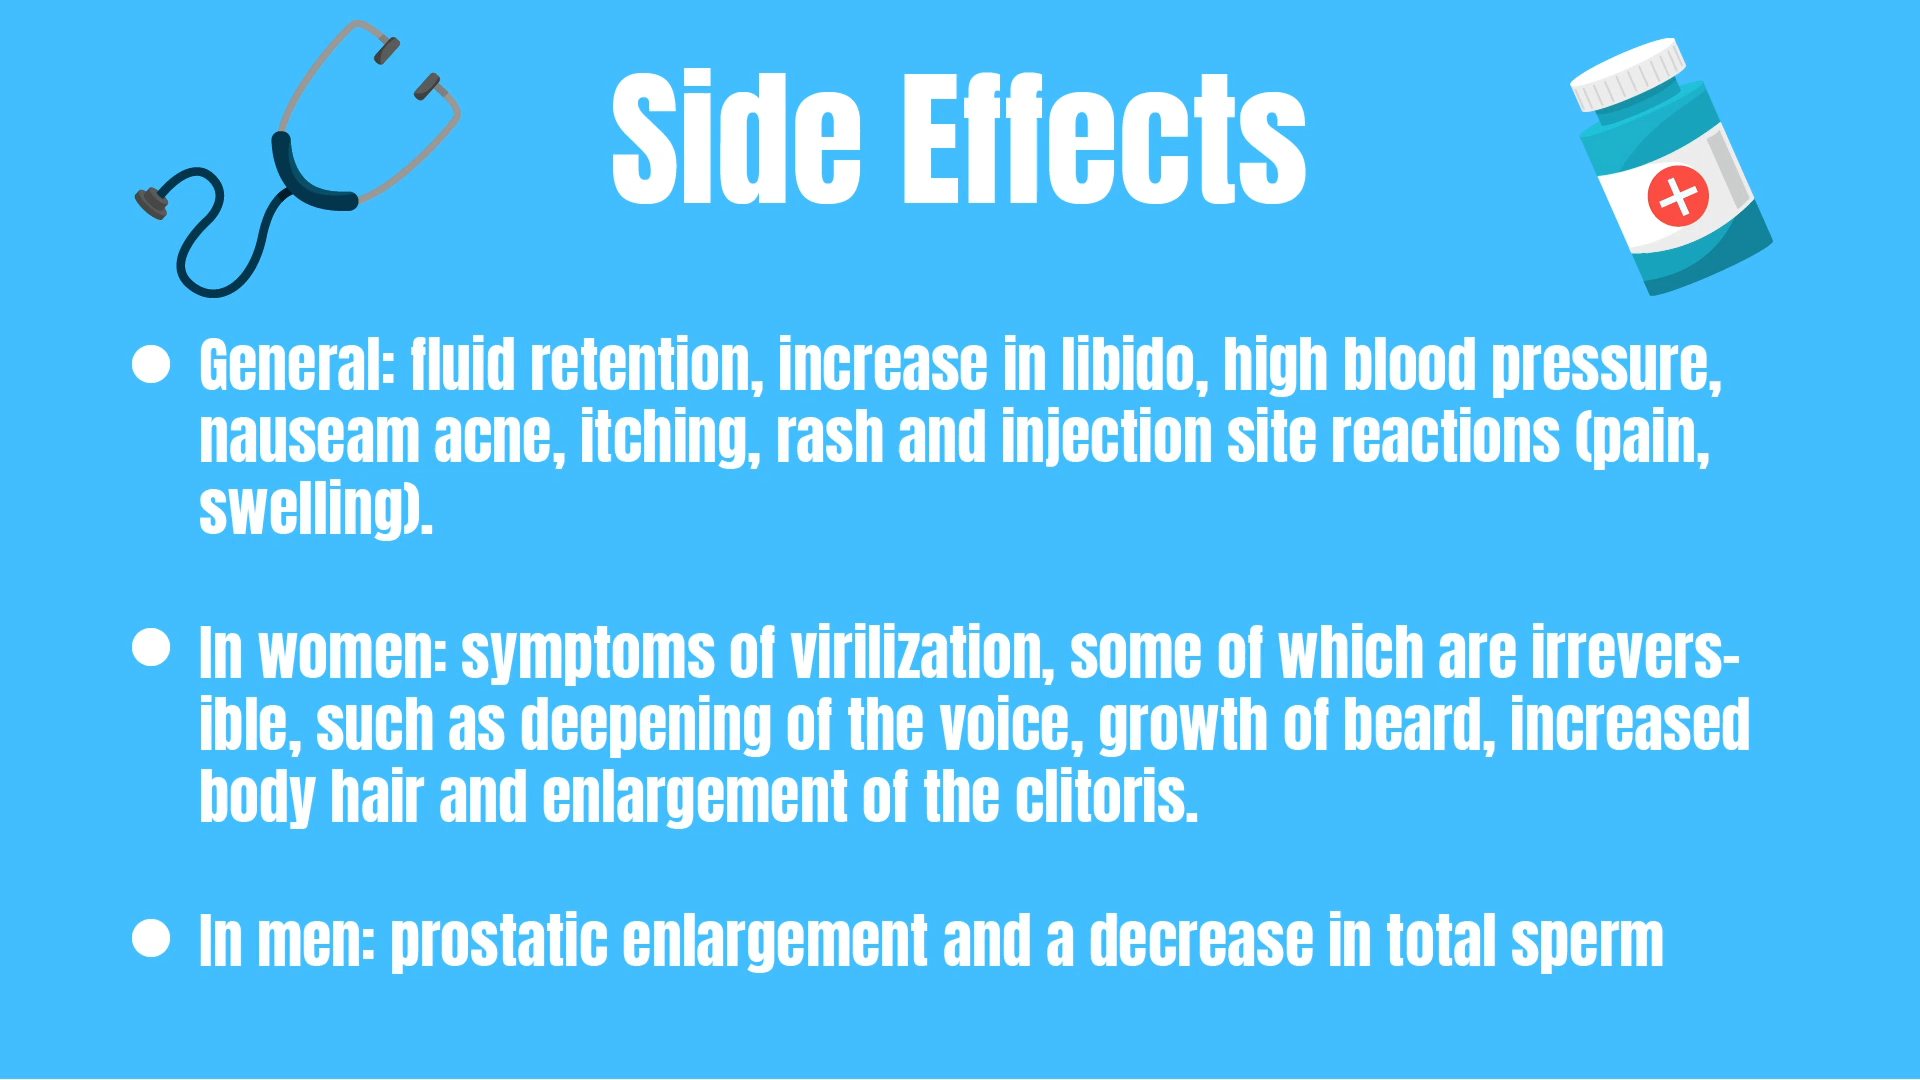 Side Effects
General: fluid retention, increase in libido, high blood pressure,
nauseam acne, itching, rash and injection site reactions (pain,
swelling).
In women: symptoms of virilization, some of which are irrevers-
ible, such as deepening of the voice, growth of beard, increased
body hair and enlargement of the clitoris.
In men: prostatic enlargement and a decrease in total sperm